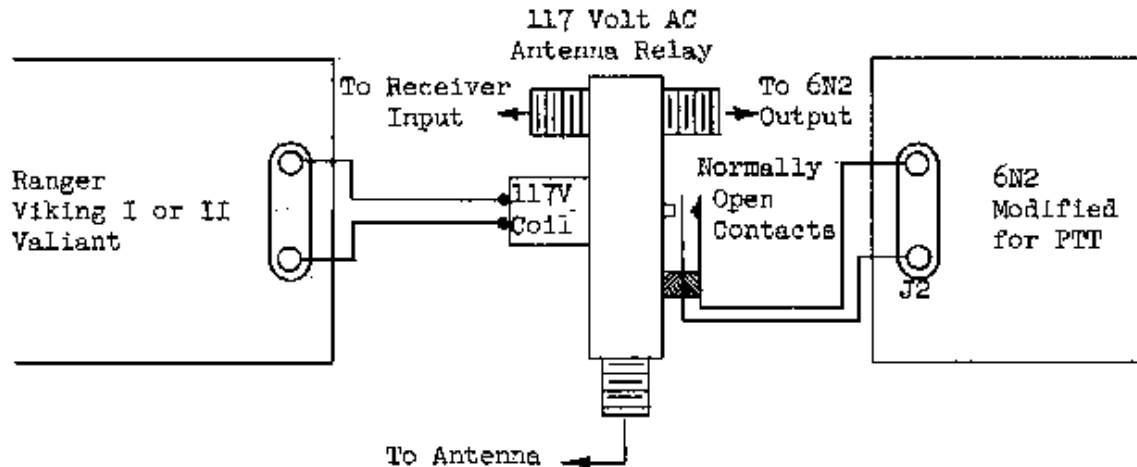 117 Volt AC
Antenna Relay
To Receiver
Input
To 6N2
Output
Ranger
Viking I or II
Valiant
117V
Coil
Normally
Open
Contacts
6N2
Modified
for PTT
J2
To Antenna